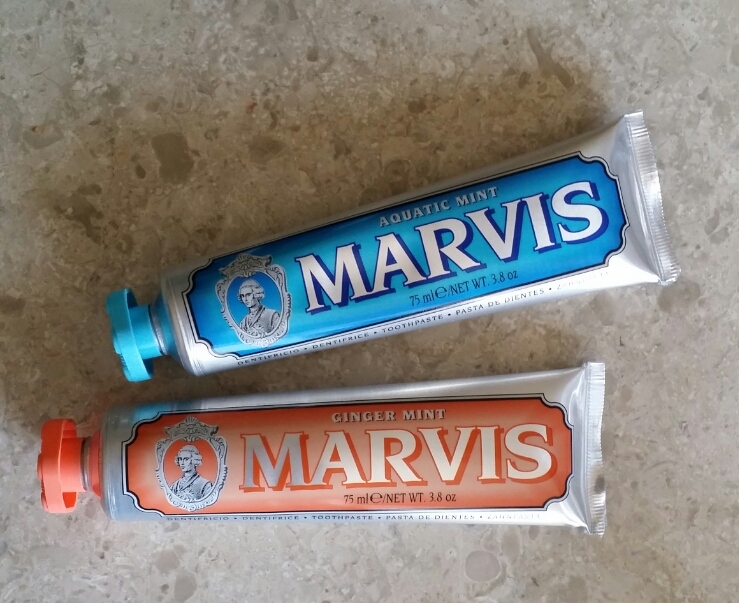 AQUATIC MINT
MARVIS
75 ml ℮/NET WT. 3.8 oz
DENTIFRICIO • DENTIFRICE • TOOTHPASTE • PASTA DE DIENTES •
GINGER MINT
MARVIS
75 ml ℮/NET WT. 3.8 oz
DENTIFRICIO • DENTIFRICE • TOOTHPASTE • PASTA DE DIENTES •